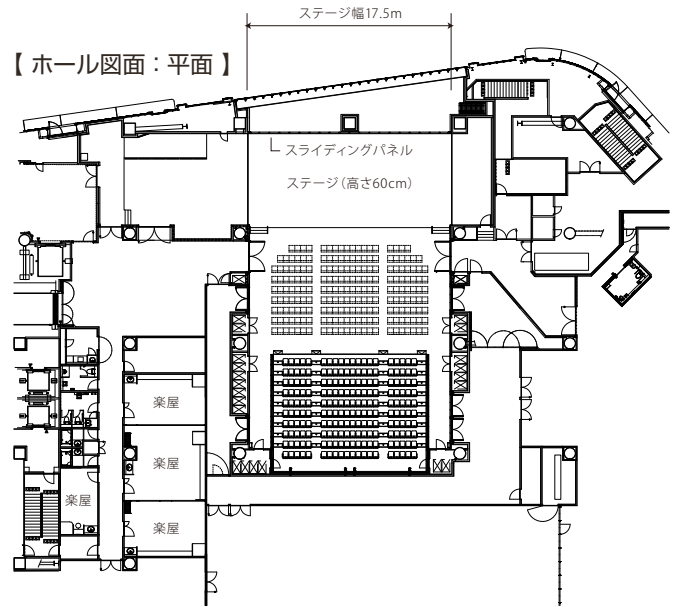 ステージ幅17.5m
【 ホール図面：平面 】
スライディングパネル
ステージ（高さ60cm）
楽屋
楽屋
楽屋
楽屋